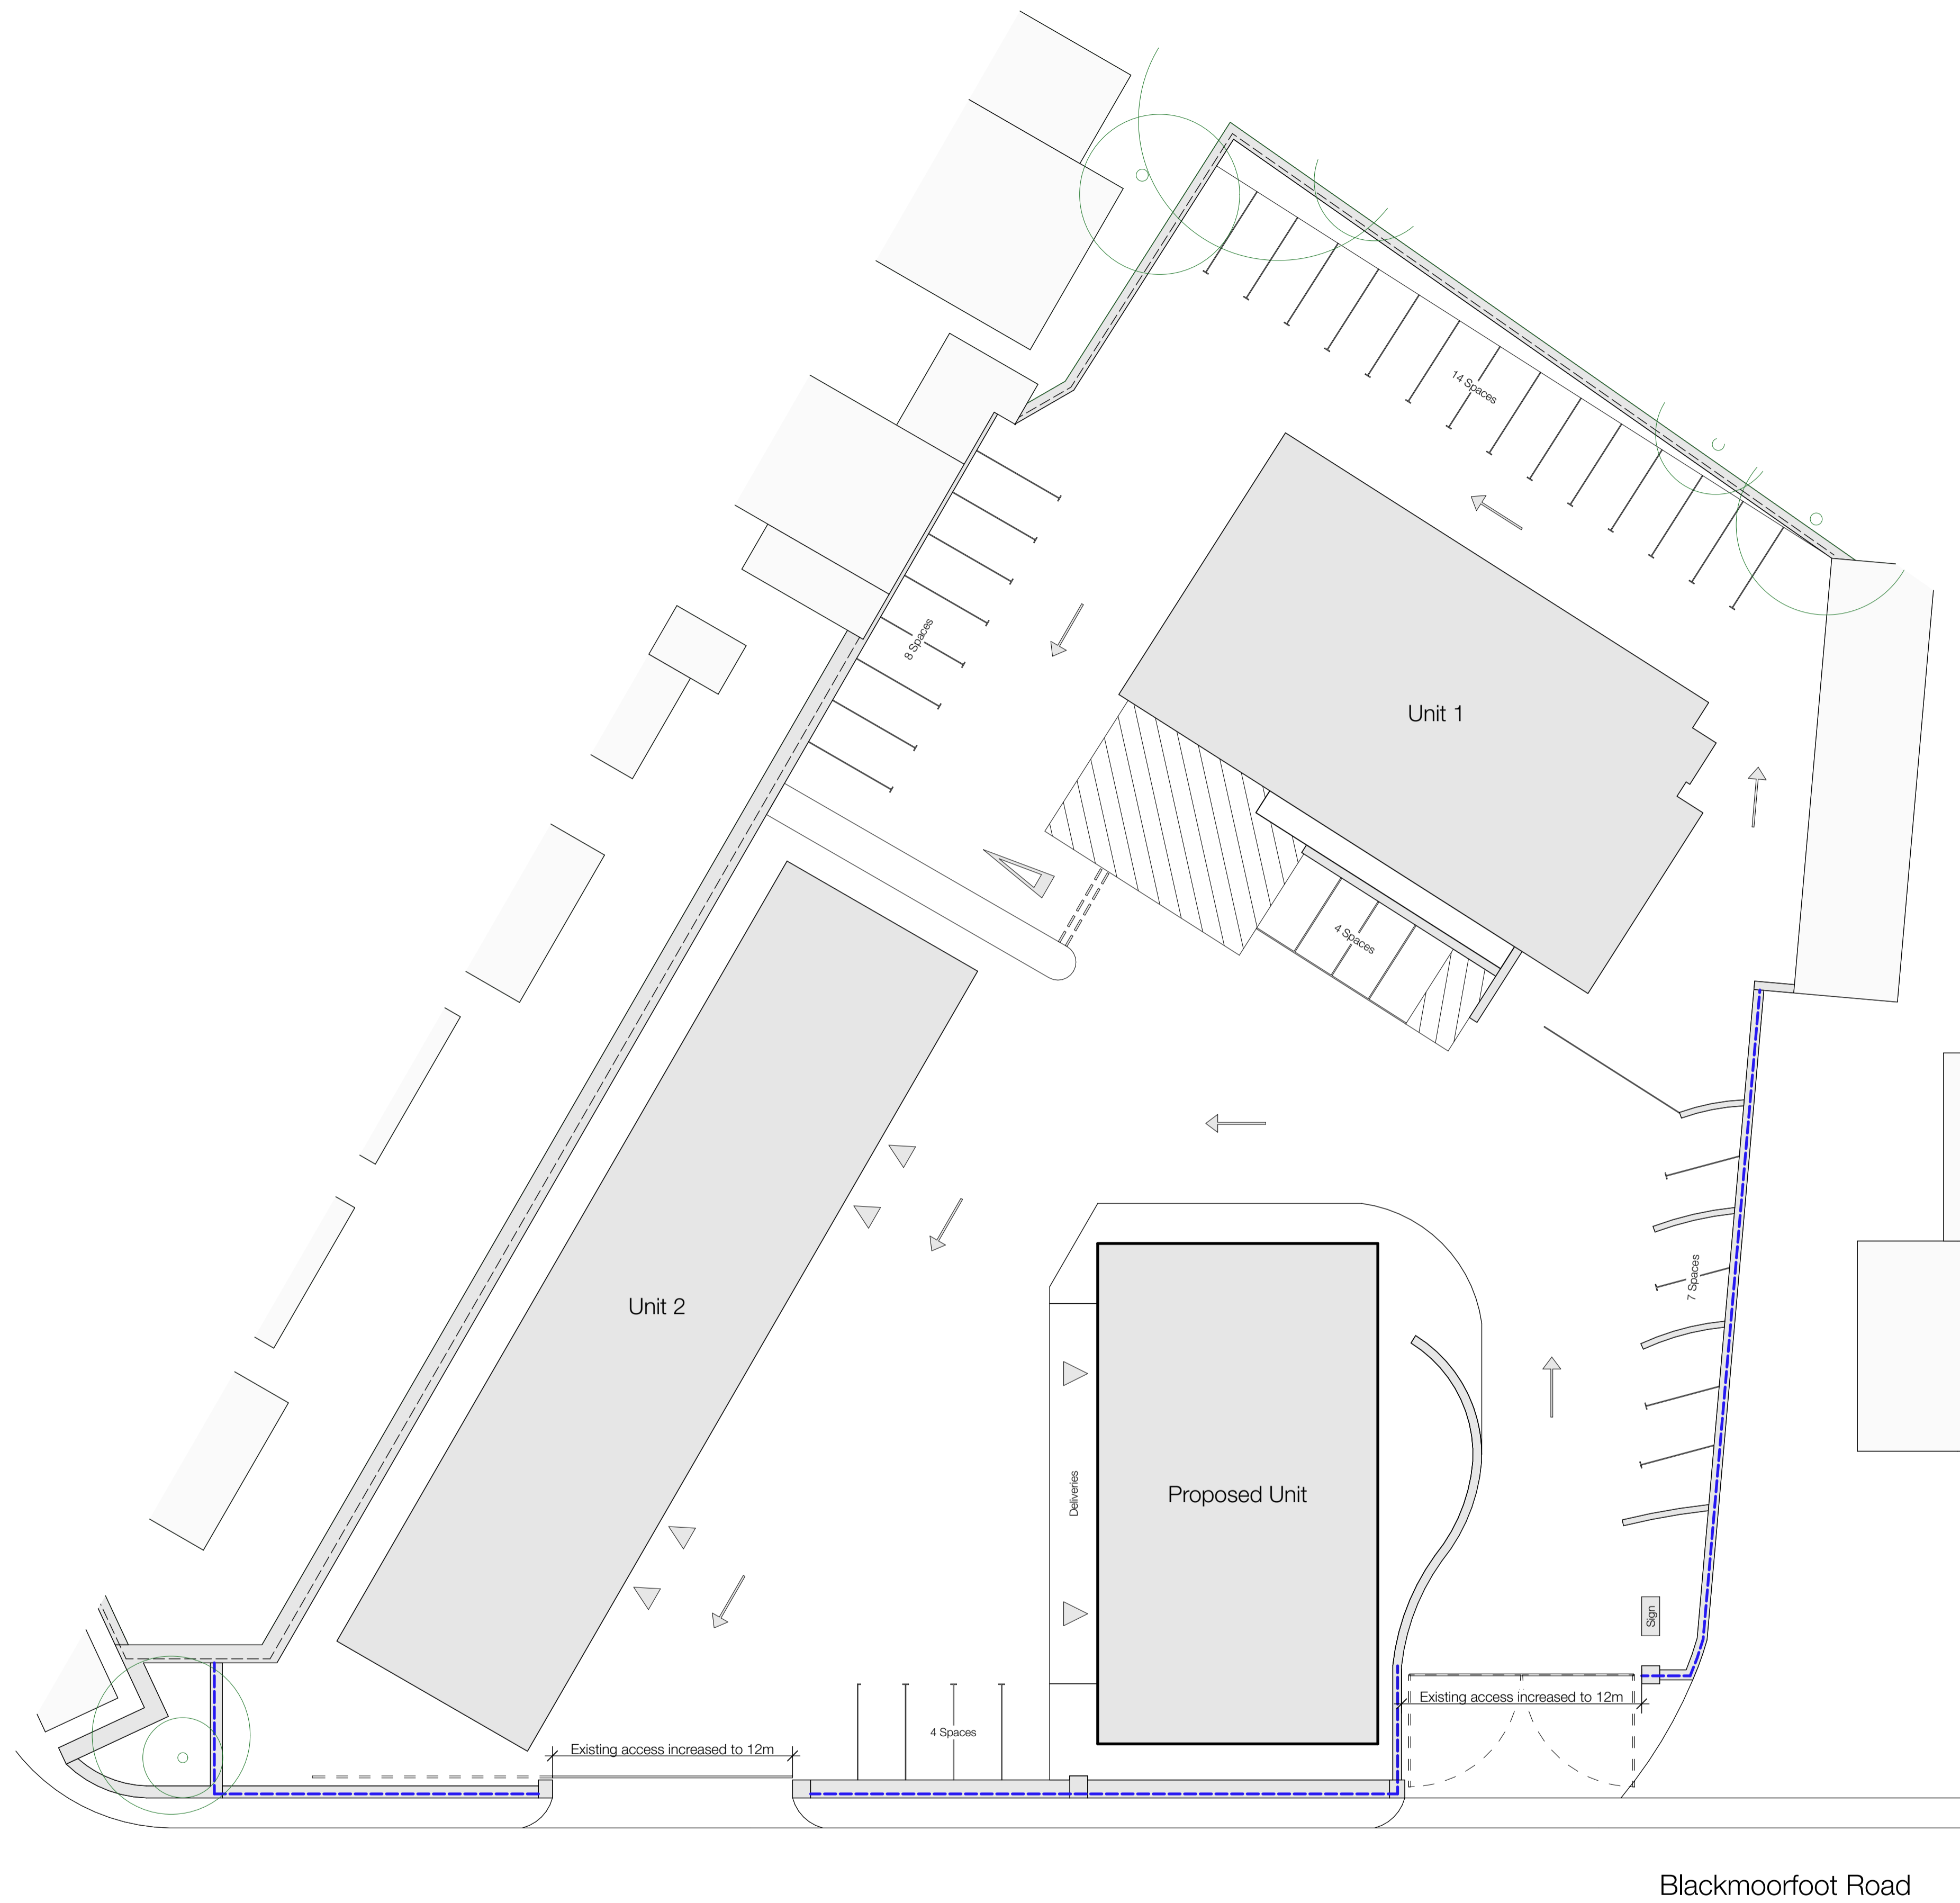 14 Spaces
8 Spaces
Unit 1
4 Spaces
7 Spaces
Unit 2
Deliveries
Proposed Unit
Sign
Existing access increased to 12m
4 Spaces
Existing access increased to 12m
Blackmoorfoot Road